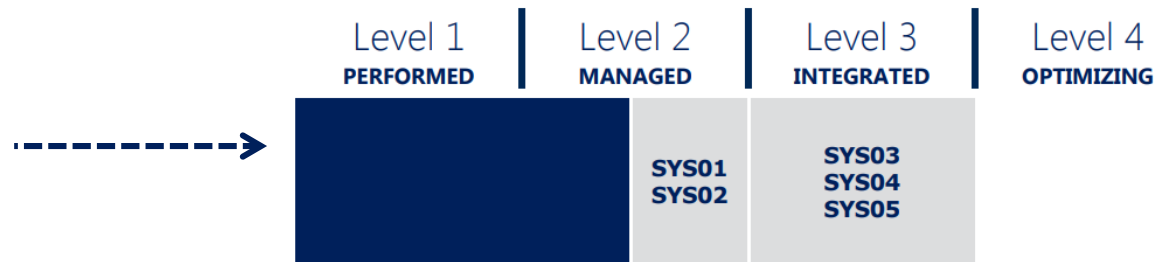 Level 1
PERFORMED
Level 2
MANAGED
Level 3
INTEGRATED
Level 4
OPTIMIZING
SYS01
SYS02
SYS03
SYS04
SYS05